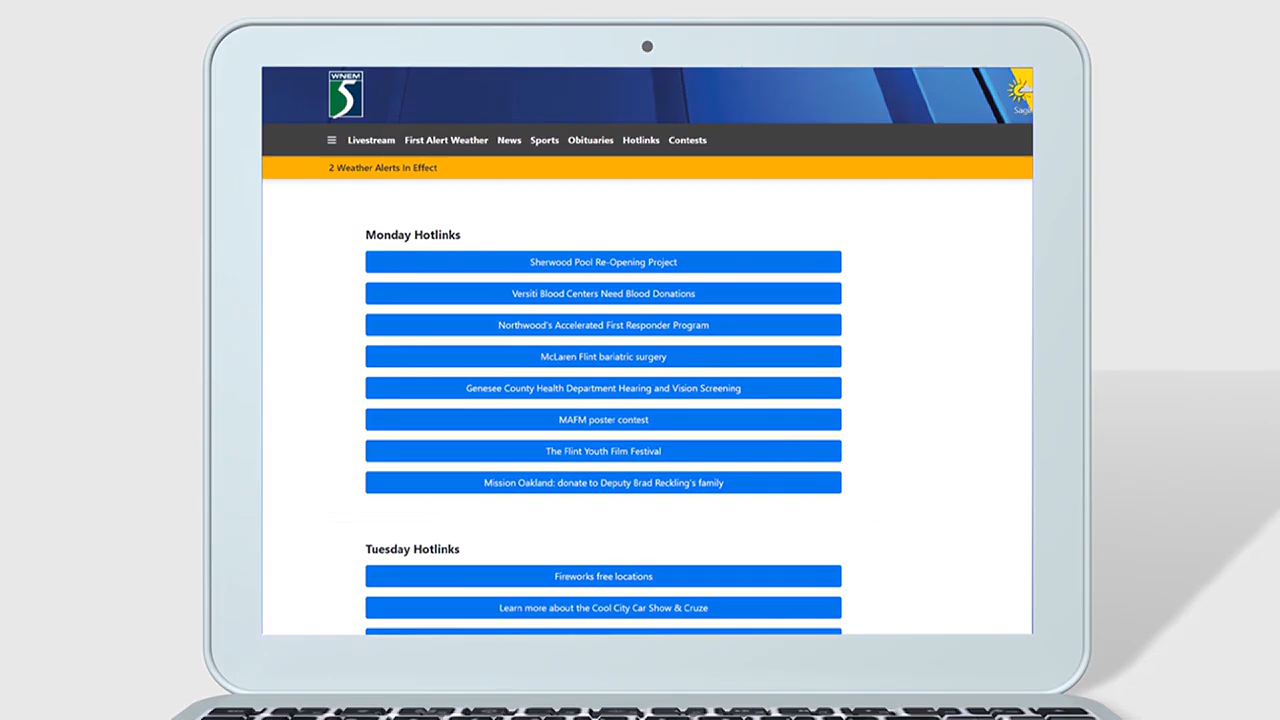 WNEM
5
Livestream First Alert Weather News Sports Obituaries Hotlinks Contests
2 Weather Alerts In Effect
Monday Hotlinks
Sherwood Pool Re-Opening Project
Versiti Blood Centers Need Blood Donations
Northwood's Accelerated First Responder Program
McLaren Flint bariatric surgery
Genesee County Health Department Hearing and Vision Screening
MAFM poster contest
The Flint Youth Film Festival
Mission Oakland: donate to Deputy Brad Reckling's family
Tuesday Hotlinks
Fireworks free locations
Learn more about the Cool City Car Show & Cruze